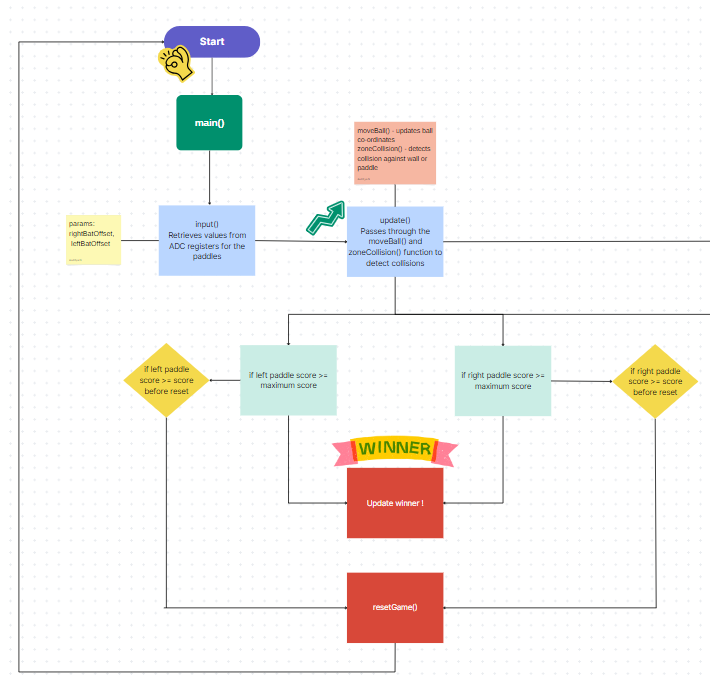 Start
main()
moveBall() - updates ball
co-ordinates
zoneCollision() - detects
collision against wall or
paddle
params:
rightBatOffset,
leftBatOffset
input()
Retrieves values from
ADC registers for the
paddles
update()
Passes through the
moveBall() and
zoneCollision() function to
detect collisions
if left paddle
score >= score
before reset
if left paddle score >=
maximum score
if right paddle score >=
maximum score
if right paddle
score >= score
before reset
WINNER
Update winner !
resetGame()